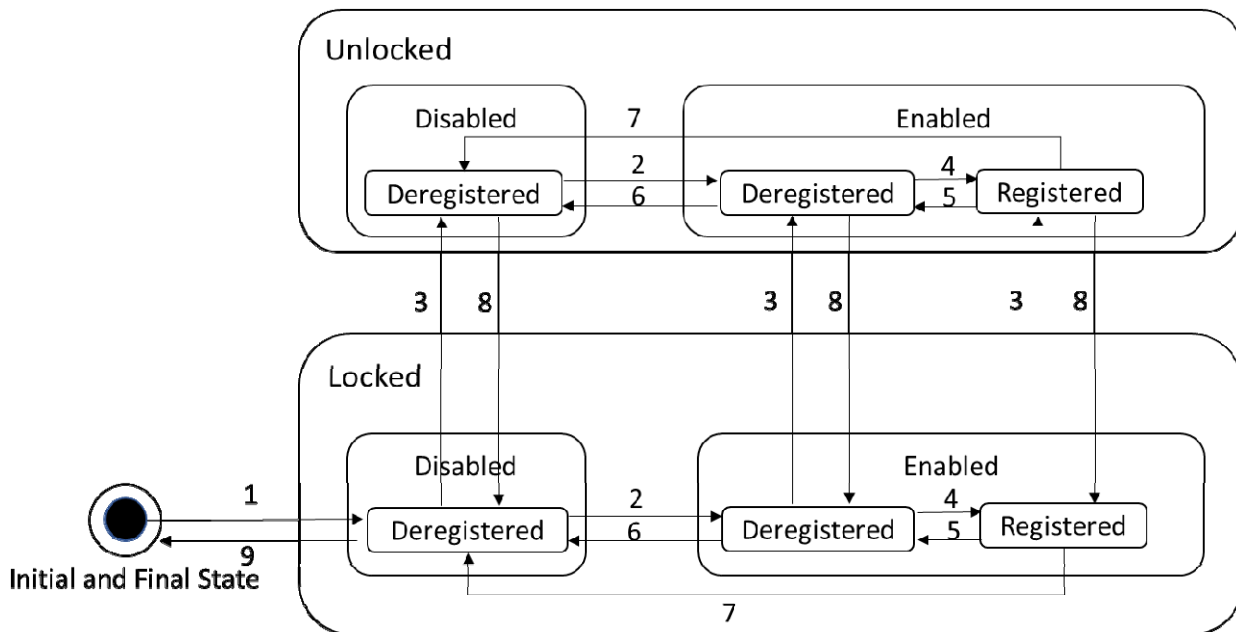 Unlocked
Disabled 7 Enabled
2 4
Deregistered Deregistered Registered
6 5
3 8 3 8 3 8
Locked
Disabled Enabled
1 2 4
Deregistered Deregistered Registered
6 5
9
Initial and Final State
7